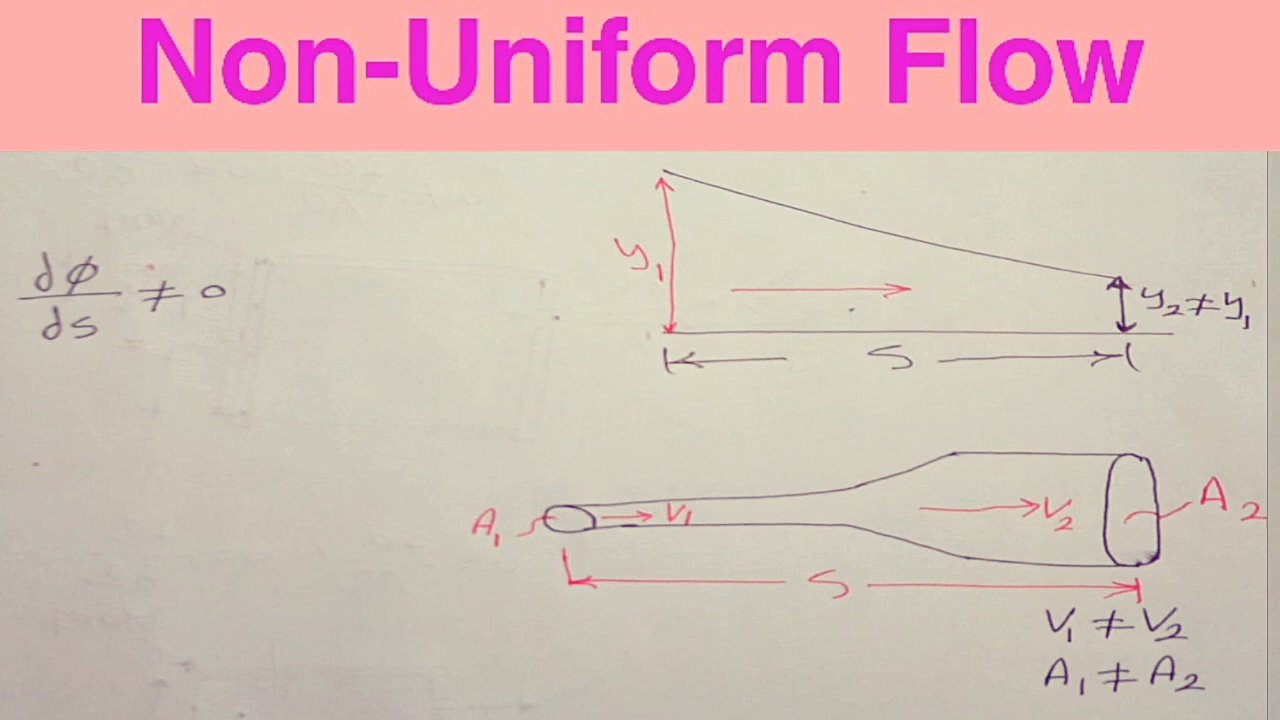 Non-Uniform Flow
dφ/ds ≠ 0
y₁
y₂ ≠ y₁
S
A₁
V₁
V₂
A₂
S
V₁ ≠ V₂
A₁ ≠ A₂